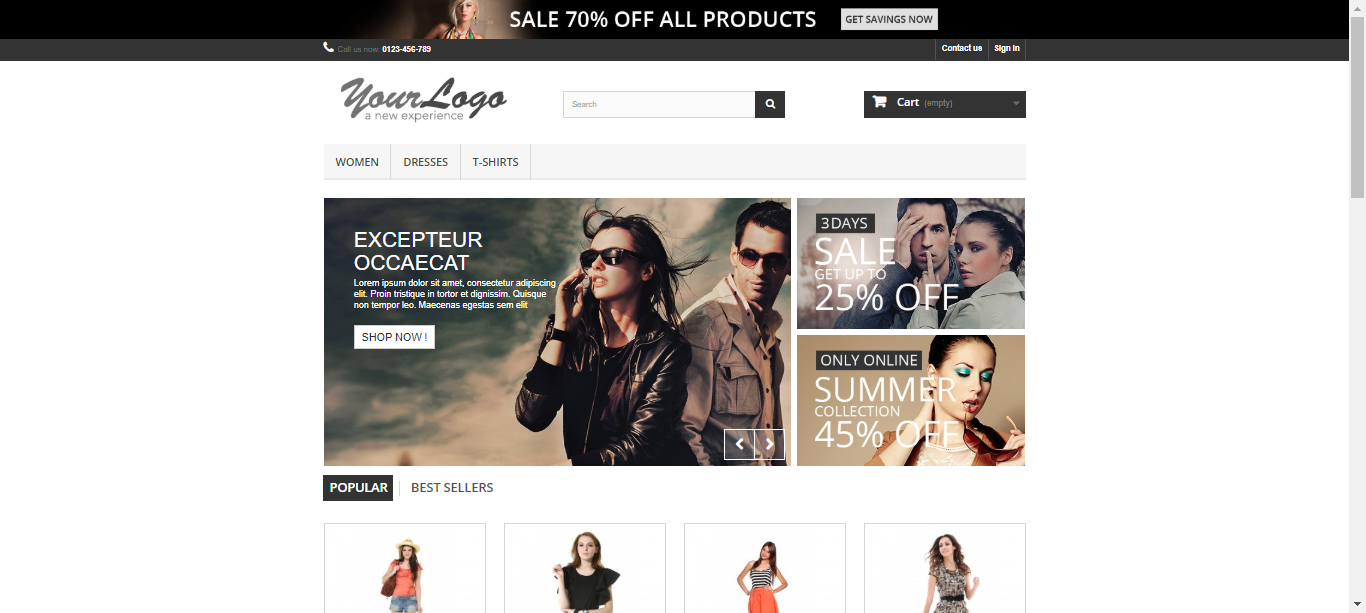 SALE 70% OFF ALL PRODUCTS
GET SAVINGS NOW
Call us now: 0123-456-789
Contact us
Sign in
YourLogo
a new experience
Search
Cart (empty)
WOMEN
DRESSES
T-SHIRTS
EXCEPTEUR
OCCAECAT
Lorem ipsum dolor sit amet, consectetur adipiscing
elit. Proin tristique in tortor et dignissim. Quisque
non tempor leo. Maecenas egestas sem elit
SHOP NOW !
3 DAYS
SALE
GET UP TO
25% OFF
ONLY ONLINE
SUMMER
COLLECTION
45% OFF
POPULAR
BEST SELLERS